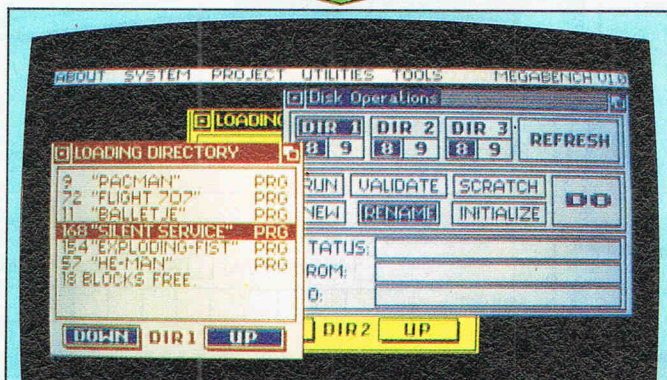 ABOUT SYSTEM PROJECT UTILITIES TOOLS MEGABENCH V1.0
Disk Operations
LOADING
DIR 1 DIR 2 DIR 3 REFRESH
8 9 8 9 8 9
LOADING DIRECTORY
9 "PACMAN" PRG
72 "FLIGHT 707" PRG
11 "BALLETJE" PRG
168 "SILENT SERVICE" PRG
154 "EXPLODING-FIST" PRG
57 "HE-MAN" PRG
18 BLOCKS FREE.
DOWN DIR1 UP
RUN VALIDATE SCRATCH DO
NEW RENAME INITIALIZE
TATUS:
ROM:
O:
DIR2 UP